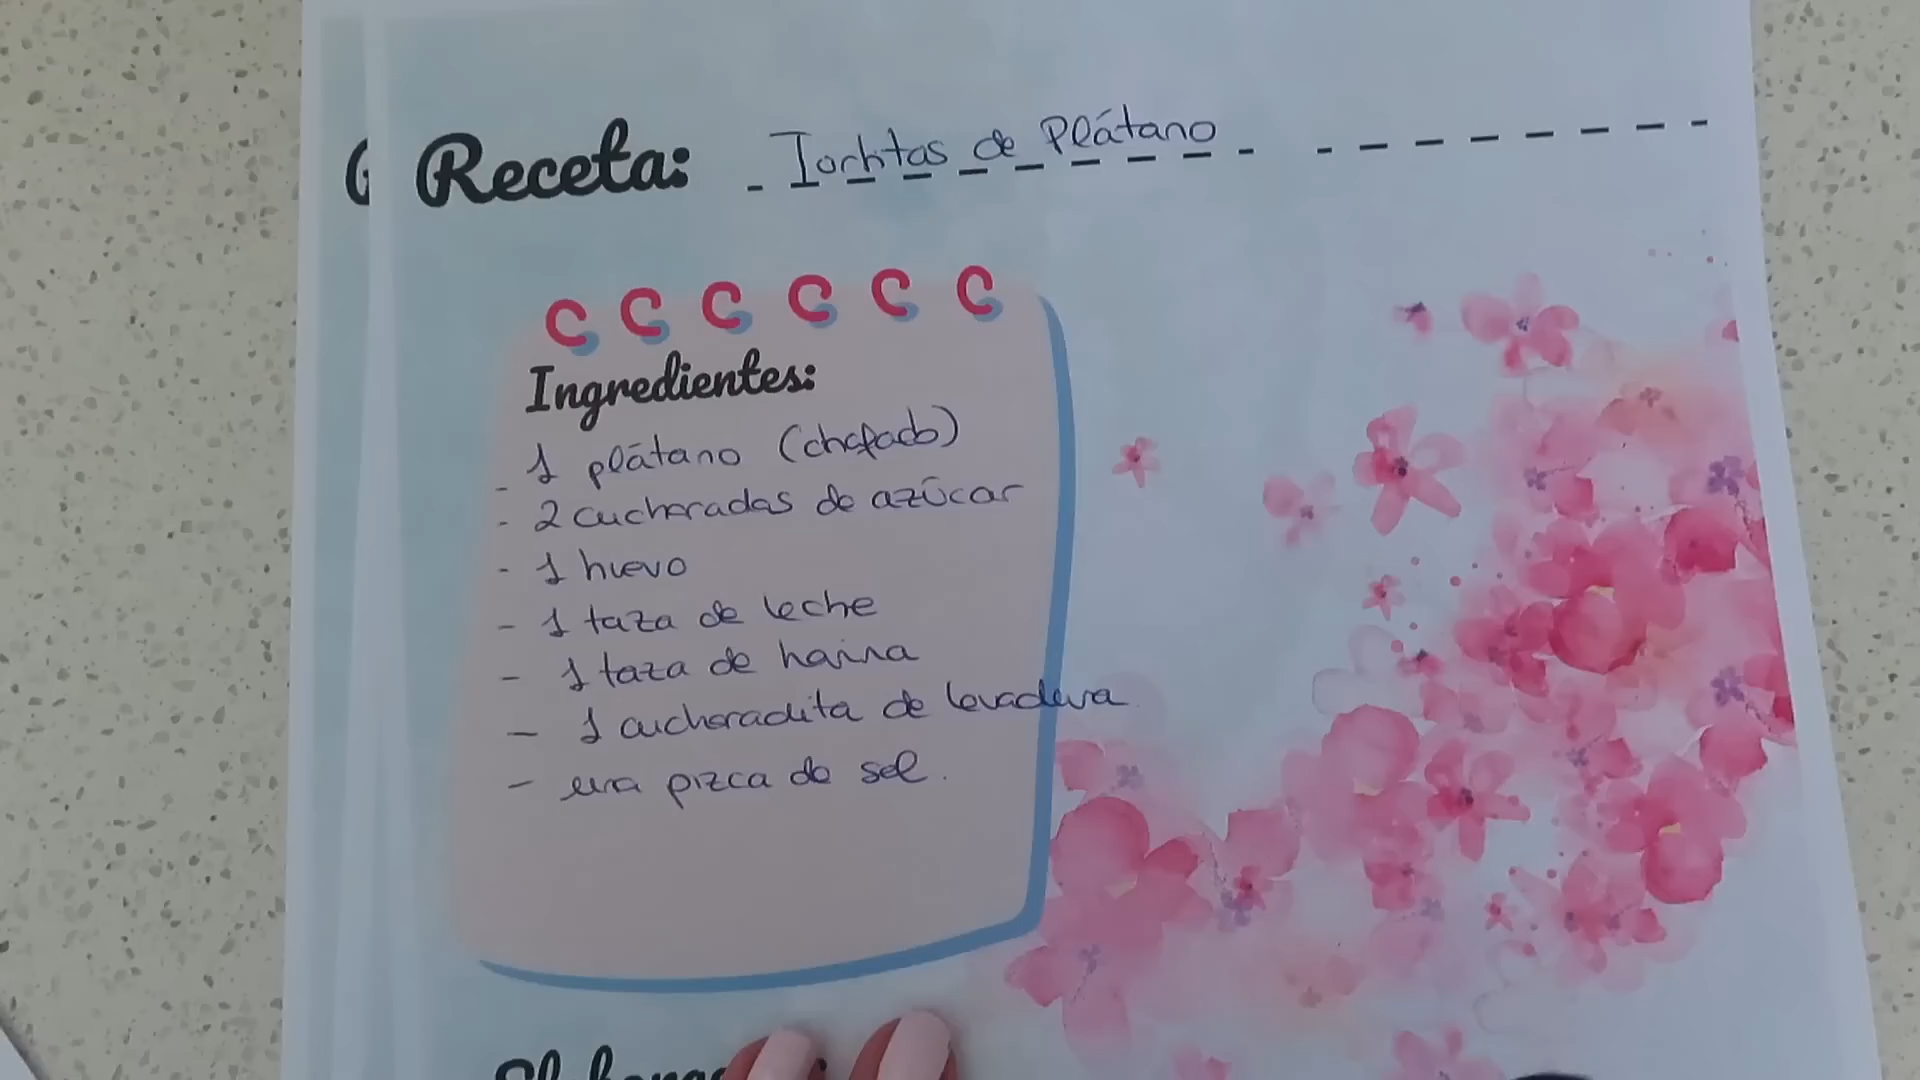 Receta: Tortitas de Plátano
Ingredientes:
- 1 plátano (chafado)
- 2 cucharadas de azúcar
- 1 huevo
- 1 taza de leche
- 1 taza de harina
- 1 cucharadita de levadura
- una pizca de sal.